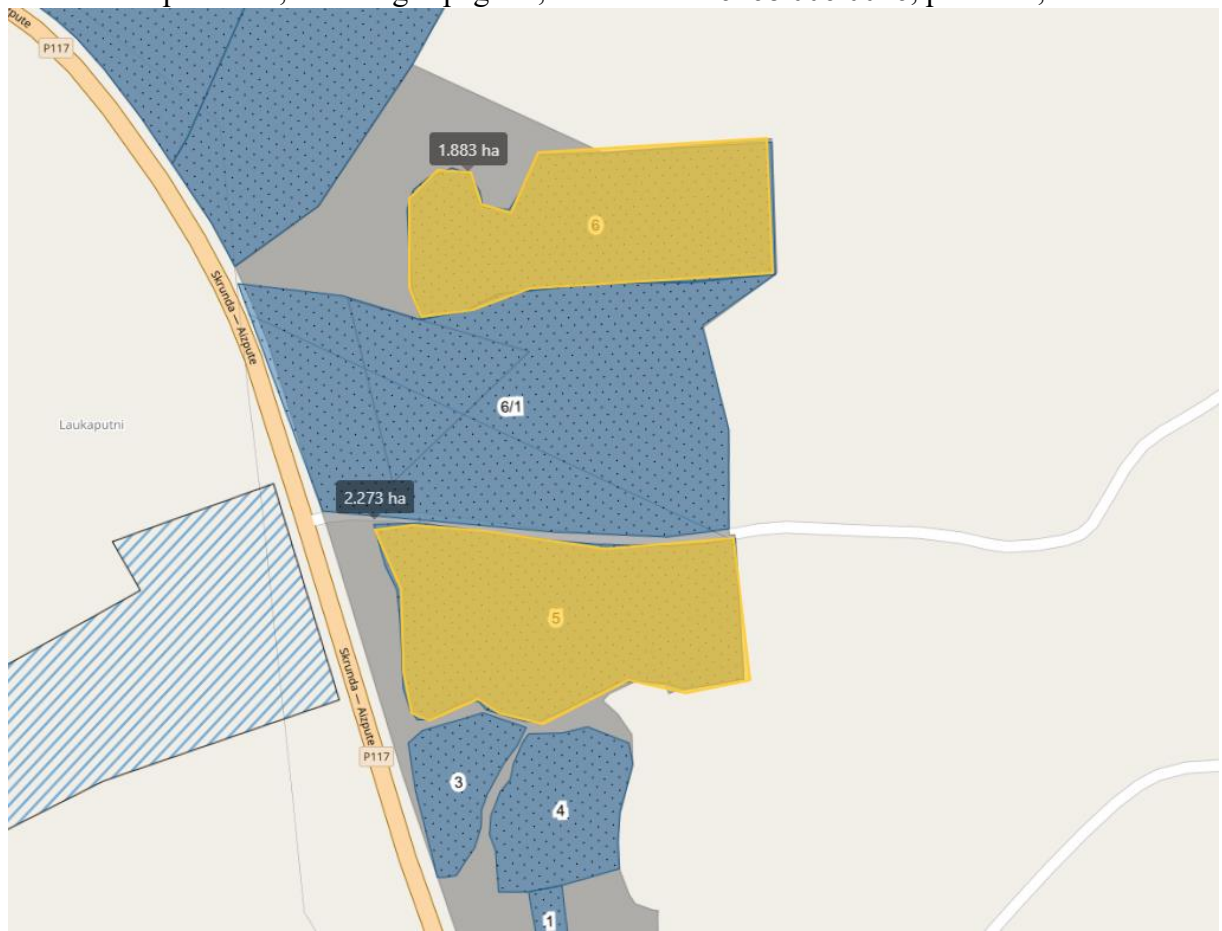 P117
1.883 ha
6
Skrunda — Aizpute
6/1
Laukaputni
2.273 ha
5
Skrunda — Aizpute
P117
3
4
1